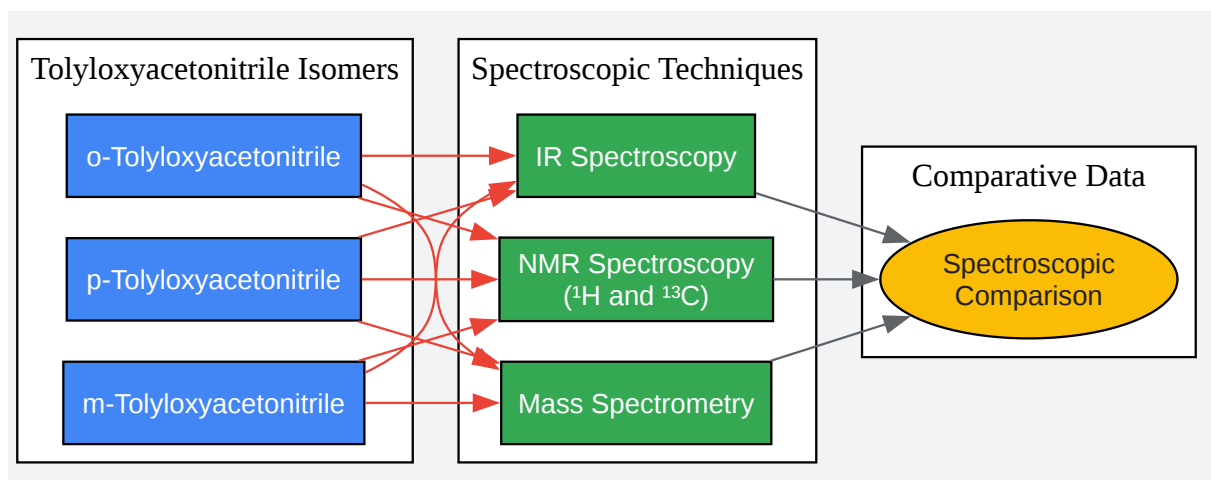 Tolyloxyacetonitrile Isomers
o-Tolyloxyacetonitrile
p-Tolyloxyacetonitrile
m-Tolyloxyacetonitrile
Spectroscopic Techniques
IR Spectroscopy
NMR Spectroscopy
(¹H and ¹³C)
Mass Spectrometry
Comparative Data
Spectroscopic
Comparison